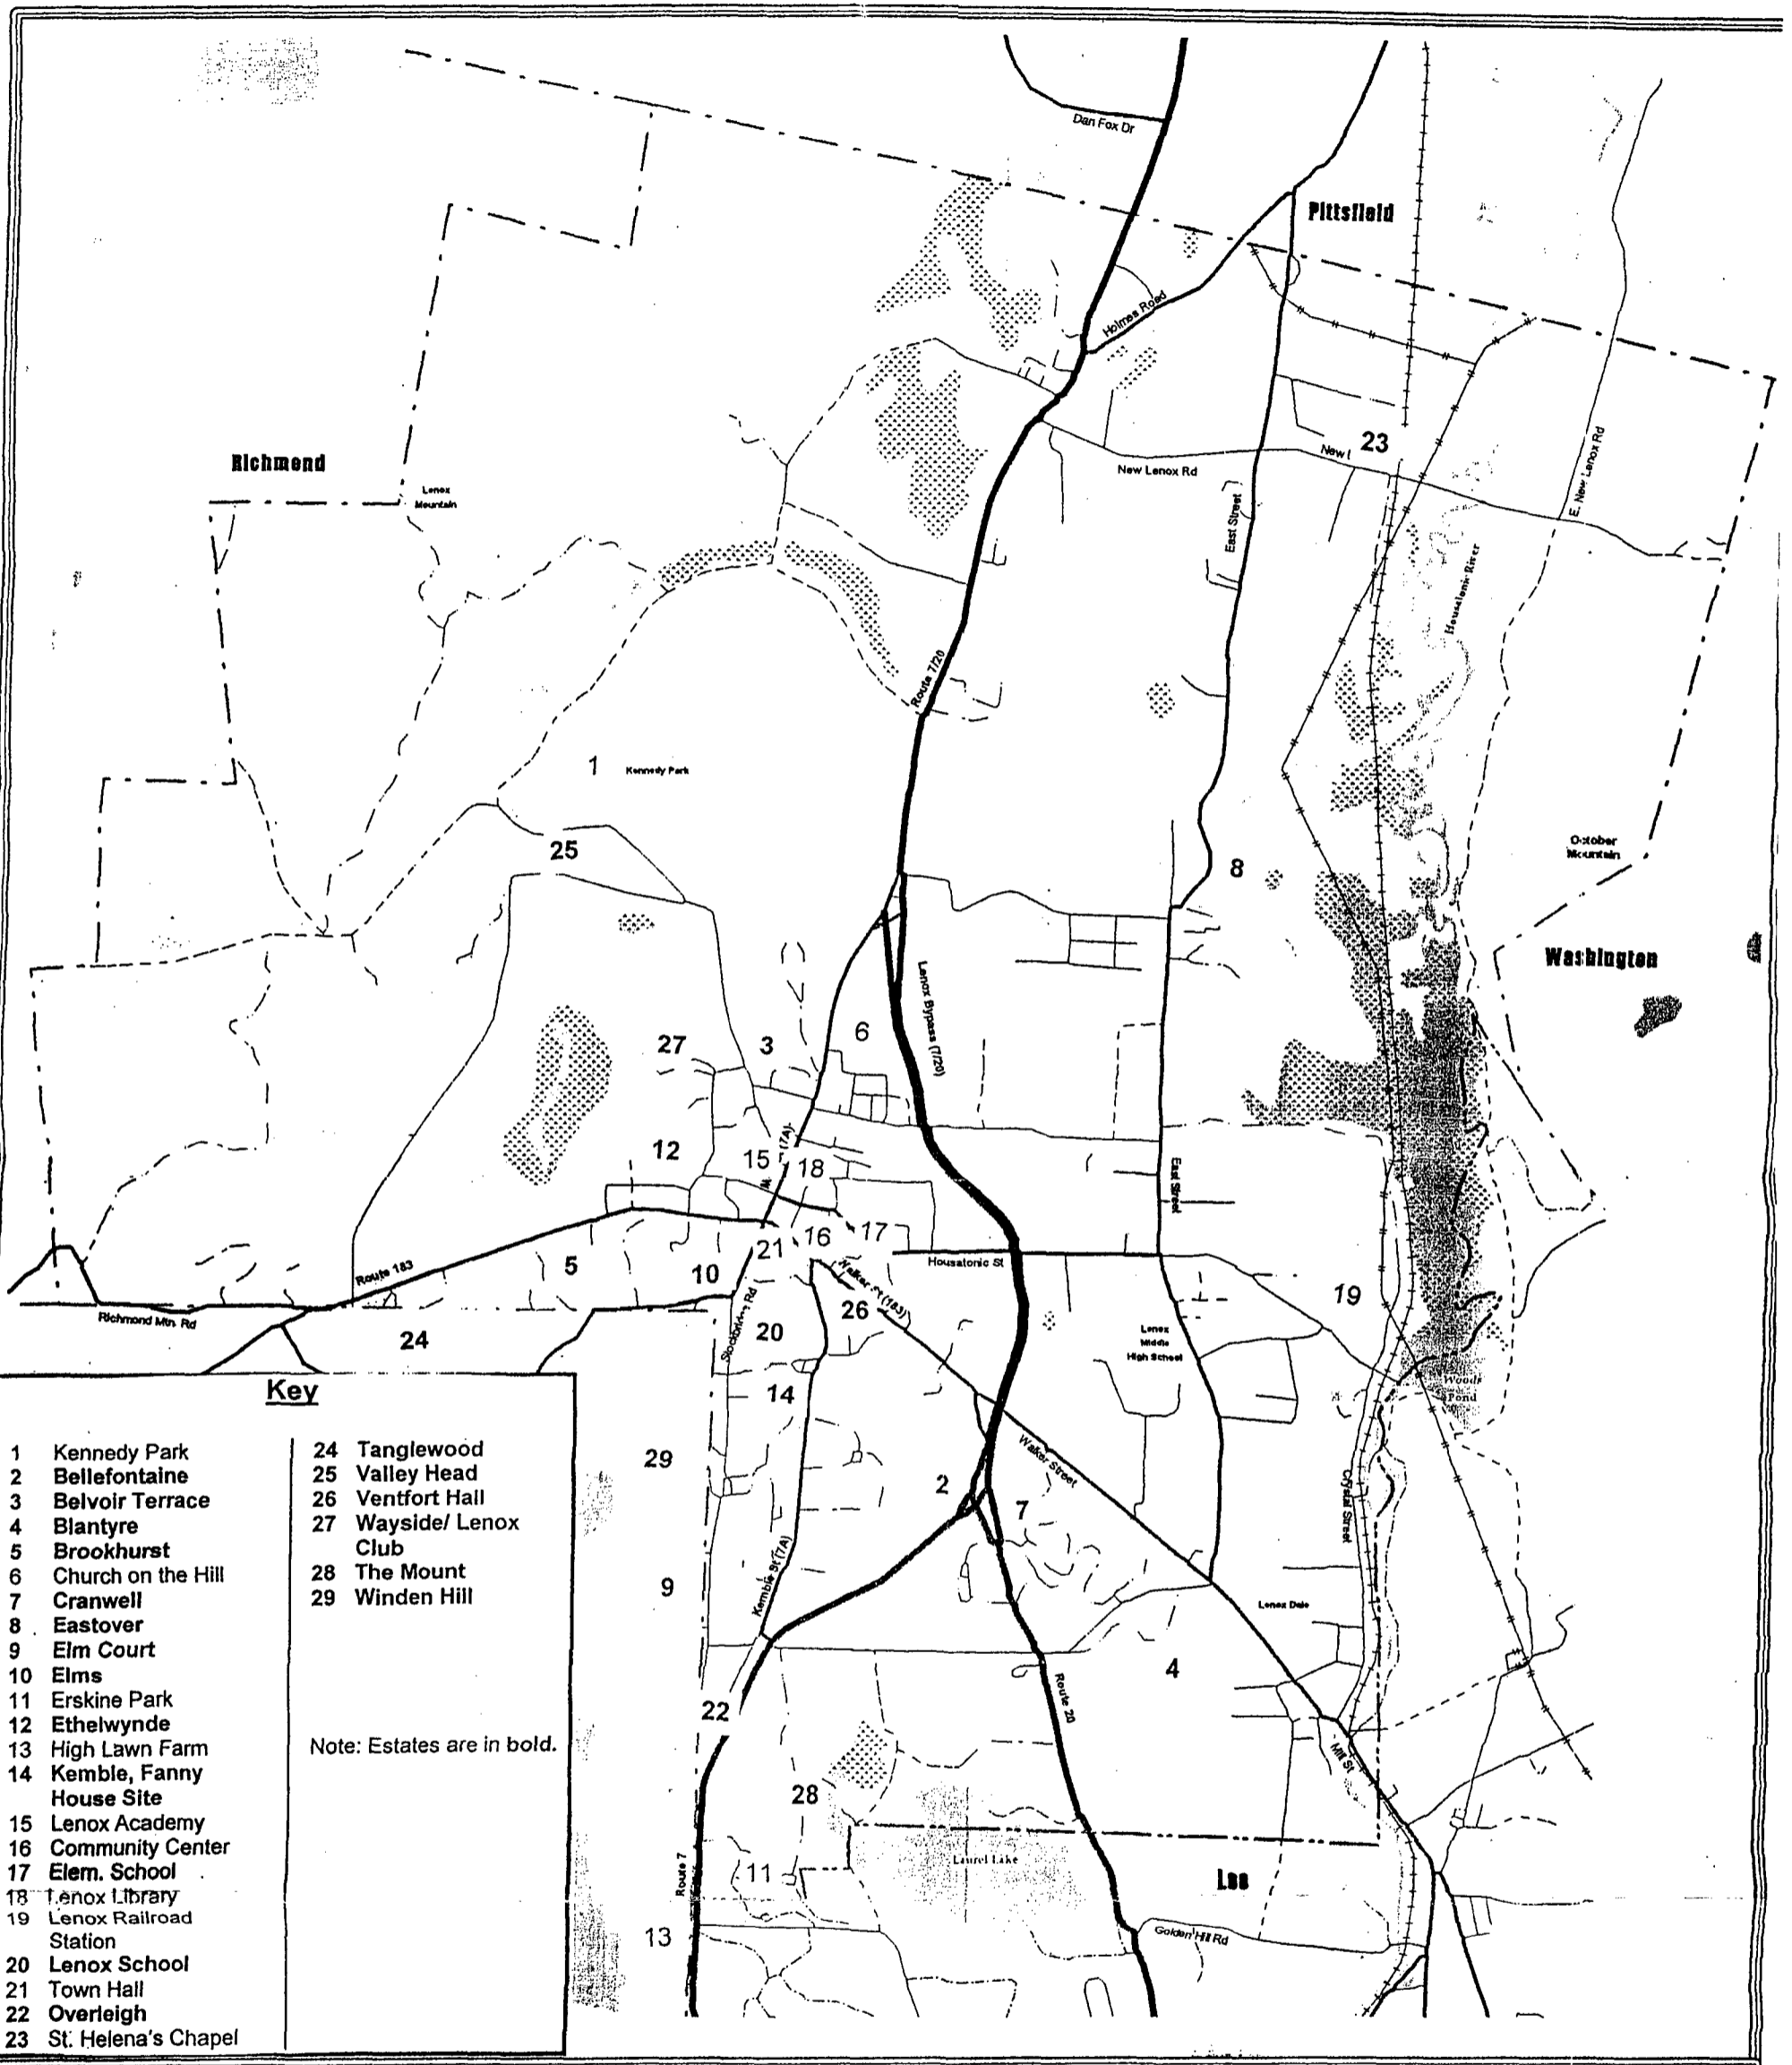 Dan Fox Dr
Pittsfield
Holmes Road
Richmond
Lenox
Mountain
New Lenox Rd
New L
23
E. New Lenox Rd
East Street
Housatonic River
Route 7/20
1 Kennedy Park
25
8
October
Mountain
Washington
Lenox Bypass (7/20)
27
3
6
12
15
(7A)
18
East Street
21
16
17
Housatonic St
5
10
Route 183
Richmond Mtn. Rd
24
Stockbridge Rd
20
Walker St (183)
26
19
Lenox
Middle
High School
Woods
Pond
14
29
2
7
Walker Street
Crystal Street
9
Kemble St (7A)
Lenox Dale
4
22
Route 20
Mill St
28
Laurel Lake
Lee
Route 7
11
13
Golden Hill Rd
Key
1 Kennedy Park
2 Bellefontaine
3 Belvoir Terrace
4 Blantyre
5 Brookhurst
6 Church on the Hill
7 Cranwell
8 Eastover
9 Elm Court
10 Elms
11 Erskine Park
12 Ethelwynde
13 High Lawn Farm
14 Kemble, Fanny
House Site
15 Lenox Academy
16 Community Center
17 Elem. School
18 Lenox Library
19 Lenox Railroad
Station
20 Lenox School
21 Town Hall
22 Overleigh
23 St. Helena's Chapel
24 Tanglewood
25 Valley Head
26 Ventfort Hall
27 Wayside/ Lenox
Club
28 The Mount
29 Winden Hill
Note: Estates are in bold.